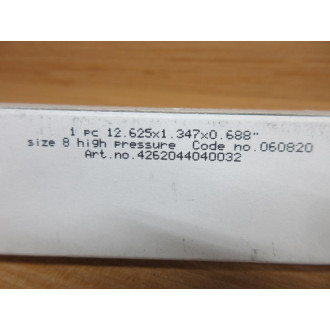 1 pc 12.625x1.347x0.688"
size 8 high pressure Code no.060820
Art.no.4262044040032